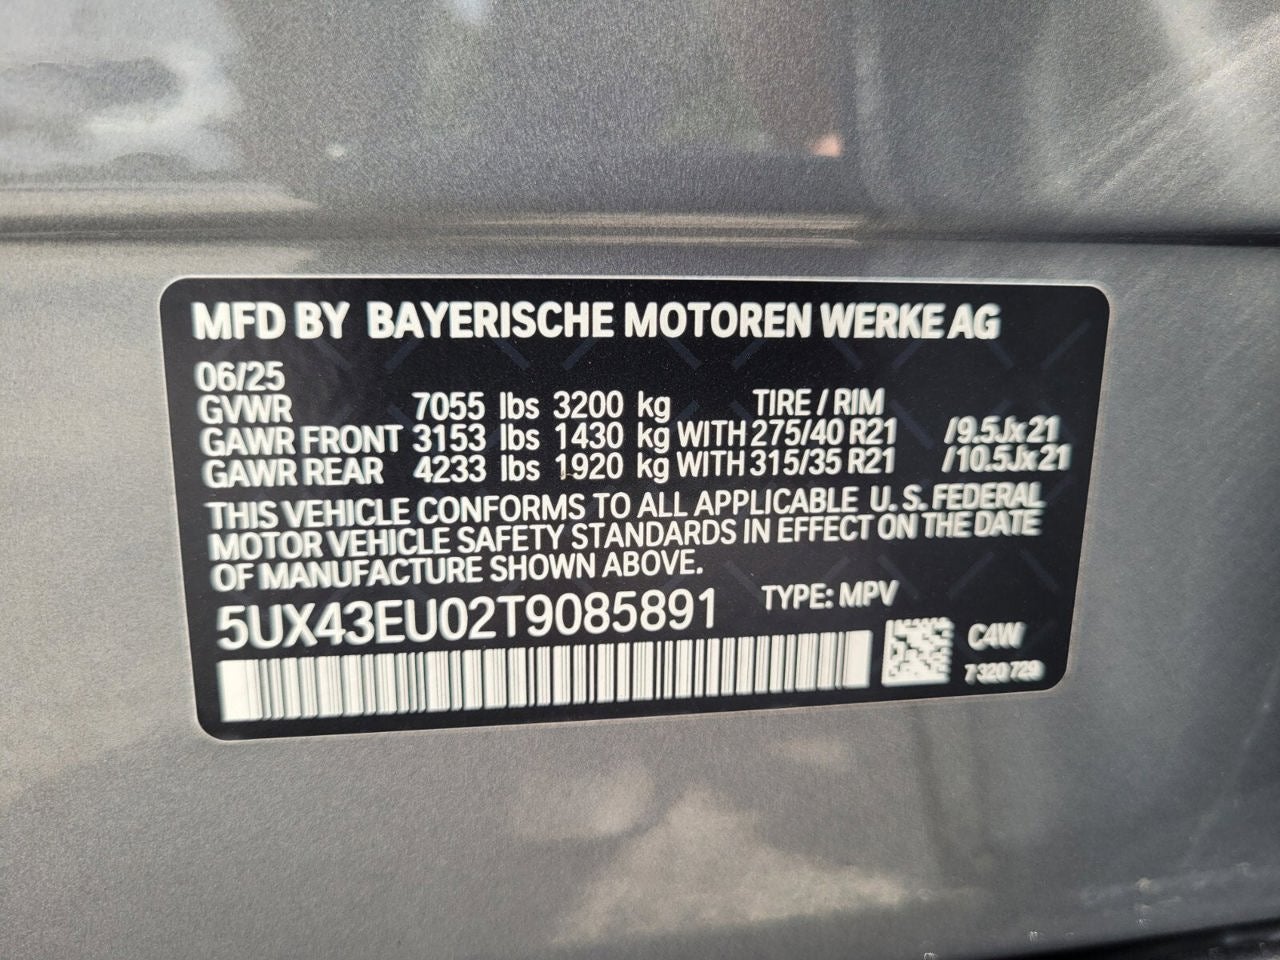 MFD BY BAYERISCHE MOTOREN WERKE AG
06/25
GVWR 7055 lbs 3200 kg TIRE / RIM
GAWR FRONT 3153 lbs 1430 kg WITH 275/40 R21 /9.5Jx21
GAWR REAR 4233 lbs 1920 kg WITH 315/35 R21 /10.5Jx21
THIS VEHICLE CONFORMS TO ALL APPLICABLE U.S. FEDERAL
MOTOR VEHICLE SAFETY STANDARDS IN EFFECT ON THE DATE
OF MANUFACTURE SHOWN ABOVE.
5UX43EU02T9085891 TYPE: MPV
C4W
7 320 729